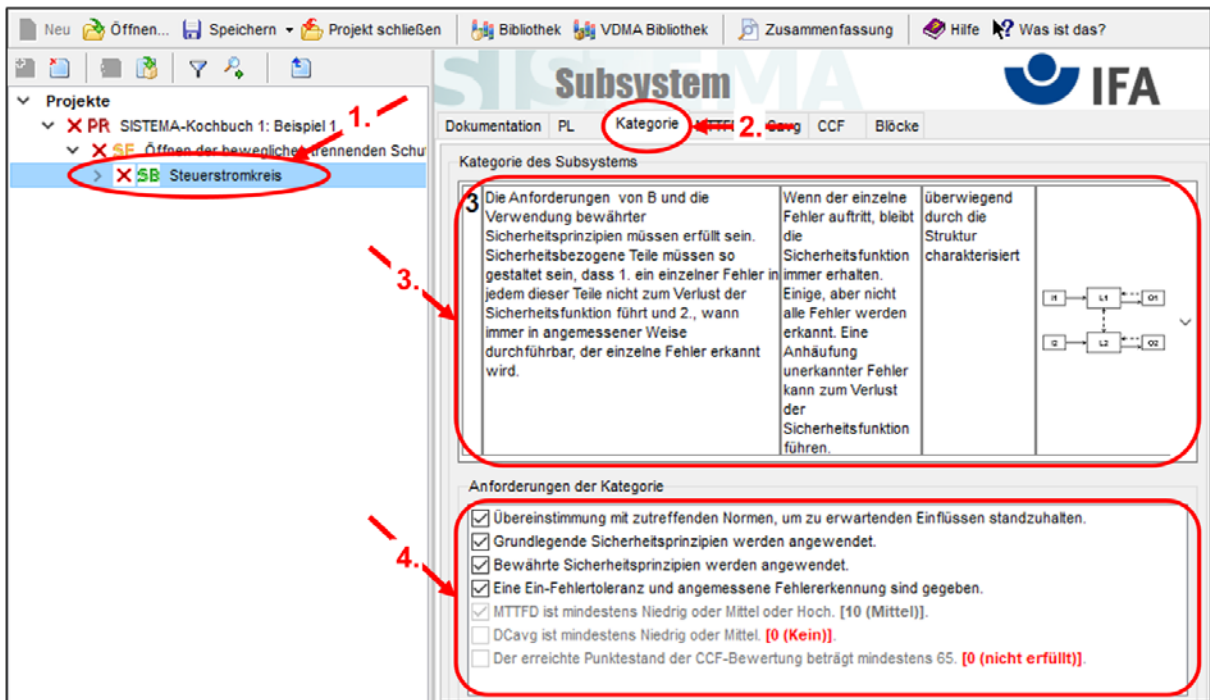 Neu Öffnen... Speichern Projekt schließen Bibliothek VDMA Bibliothek Zusammenfassung Hilfe Was ist das?
SISTEMA
Subsystem
IFA
Projekte
PR SISTEMA-Kochbuch 1: Beispiel 1
SF Öffnen der beweglichen trennenden Schu
SB Steuerstromkreis
1.
Dokumentation PL Kategorie 2. CCF Blöcke
Kategorie des Subsystems
3.
3
Die Anforderungen von B und die
Verwendung bewährter
Sicherheitsprinzipien müssen erfüllt sein.
Sicherheitsbezogene Teile müssen so
gestaltet sein, dass 1. ein einzelner Fehler in
jedem dieser Teile nicht zum Verlust der
Sicherheitsfunktion führt und 2., wann
immer in angemessener Weise
durchführbar, der einzelne Fehler erkannt
wird.
Wenn der einzelne
Fehler auftritt, bleibt
die
Sicherheitsfunktion
immer erhalten.
Einige, aber nicht
alle Fehler werden
erkannt. Eine
Anhäufung
unerkannter Fehler
kann zum Verlust
der
Sicherheitsfunktion
führen.
überwiegend
durch die
Struktur
charakterisiert
I1 L1 O1
I2 L2 O2
Anforderungen der Kategorie
4.
Übereinstimmung mit zutreffenden Normen, um zu erwartenden Einflüssen standzuhalten.
Grundlegende Sicherheitsprinzipien werden angewendet.
Bewährte Sicherheitsprinzipien werden angewendet.
Eine Ein-Fehlertoleranz und angemessene Fehlererkennung sind gegeben.
MTTFD ist mindestens Niedrig oder Mittel oder Hoch. [10 (Mittel)].
DCavg ist mindestens Niedrig oder Mittel. [0 (Kein)].
Der erreichte Punktestand der CCF-Bewertung beträgt mindestens 65. [0 (nicht erfüllt)].